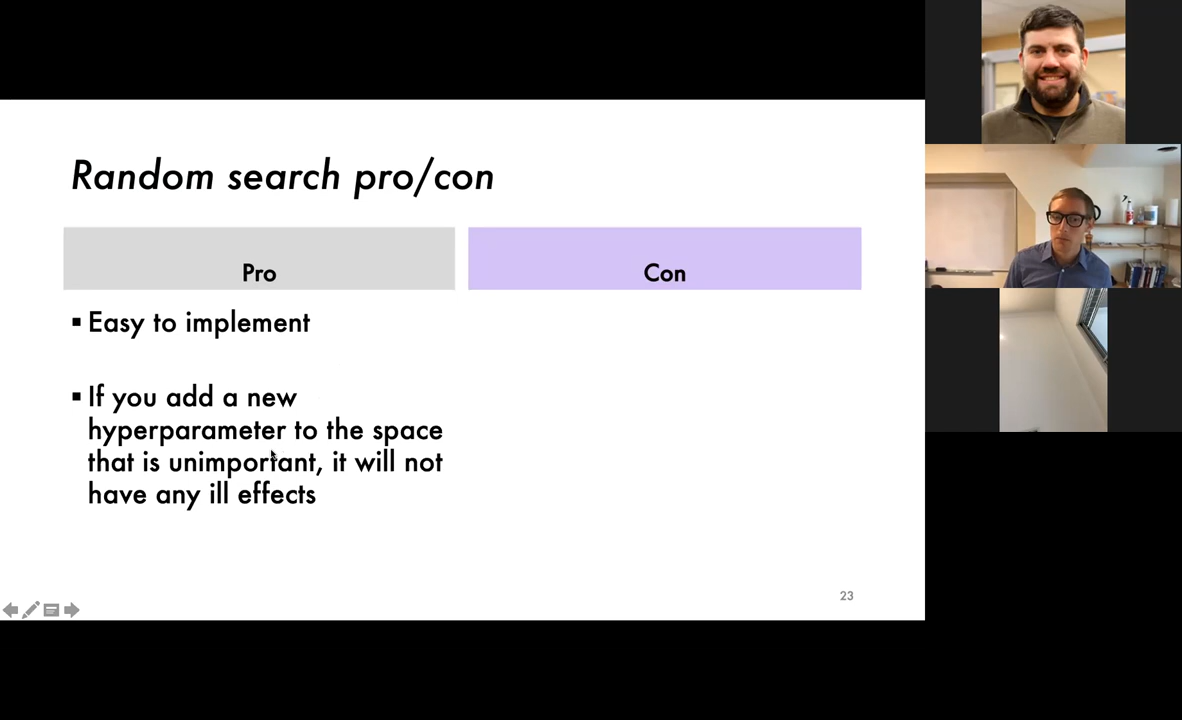 Random search pro/con
Pro
Con
▪ Easy to implement
▪ If you add a new
hyperparameter to the space
that is unimportant, it will not
have any ill effects
23